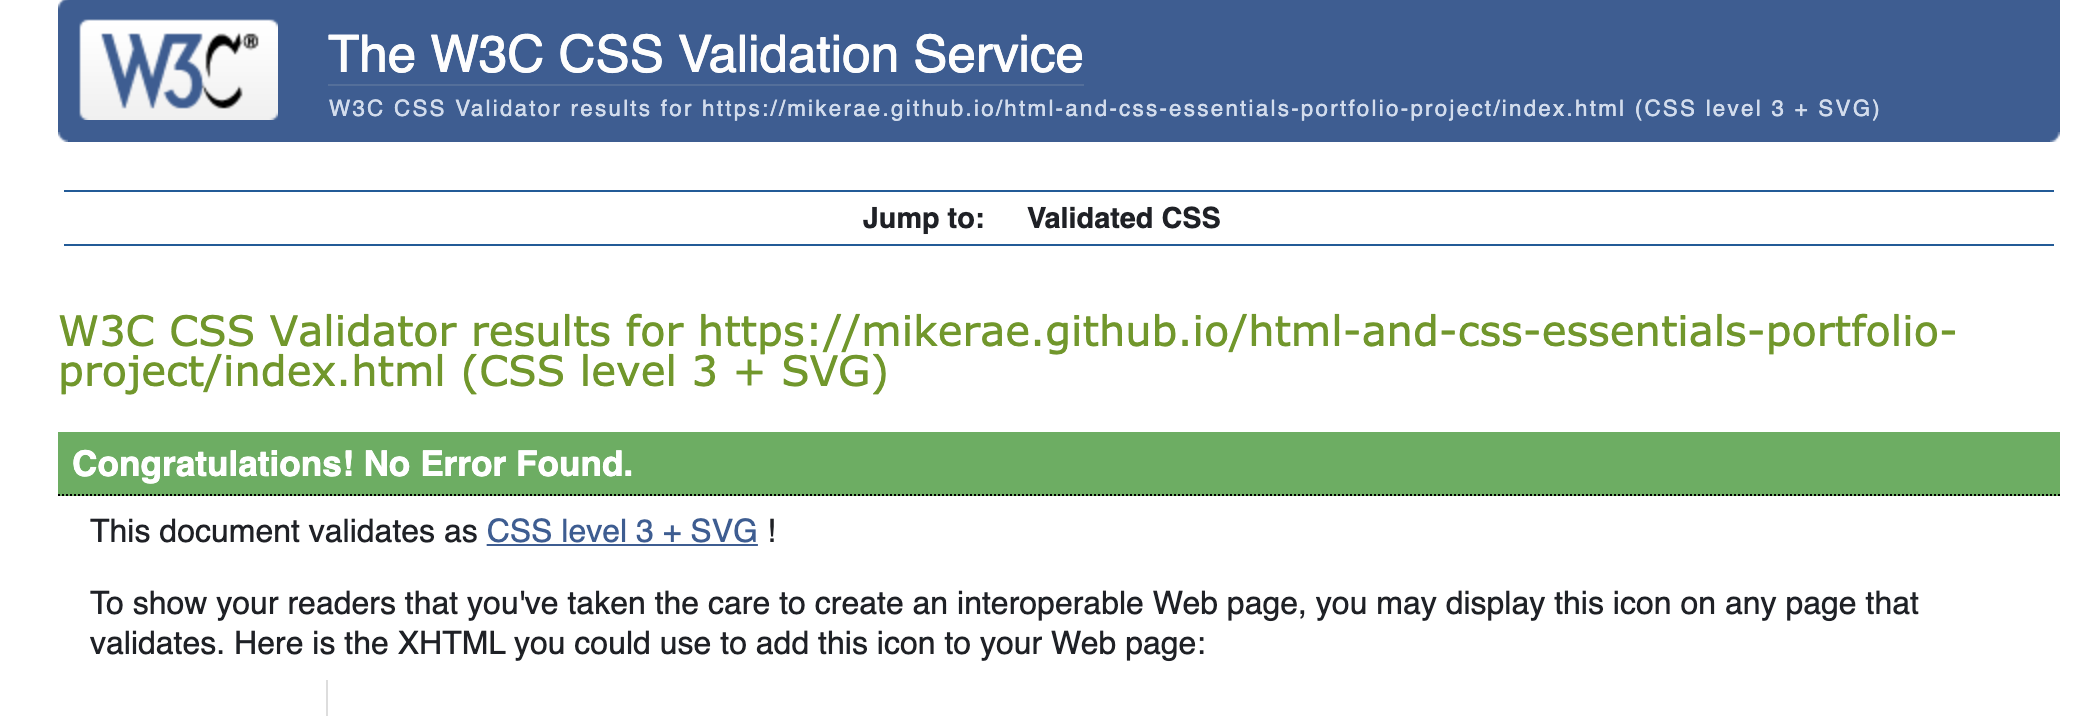 W3C®
The W3C CSS Validation Service
W3C CSS Validator results for https://mikerae.github.io/html-and-css-essentials-portfolio-project/index.html (CSS level 3 + SVG)
Jump to: Validated CSS
W3C CSS Validator results for https://mikerae.github.io/html-and-css-essentials-portfolio-
project/index.html (CSS level 3 + SVG)
Congratulations! No Error Found.
This document validates as CSS level 3 + SVG !
To show your readers that you've taken the care to create an interoperable Web page, you may display this icon on any page that
validates. Here is the XHTML you could use to add this icon to your Web page: